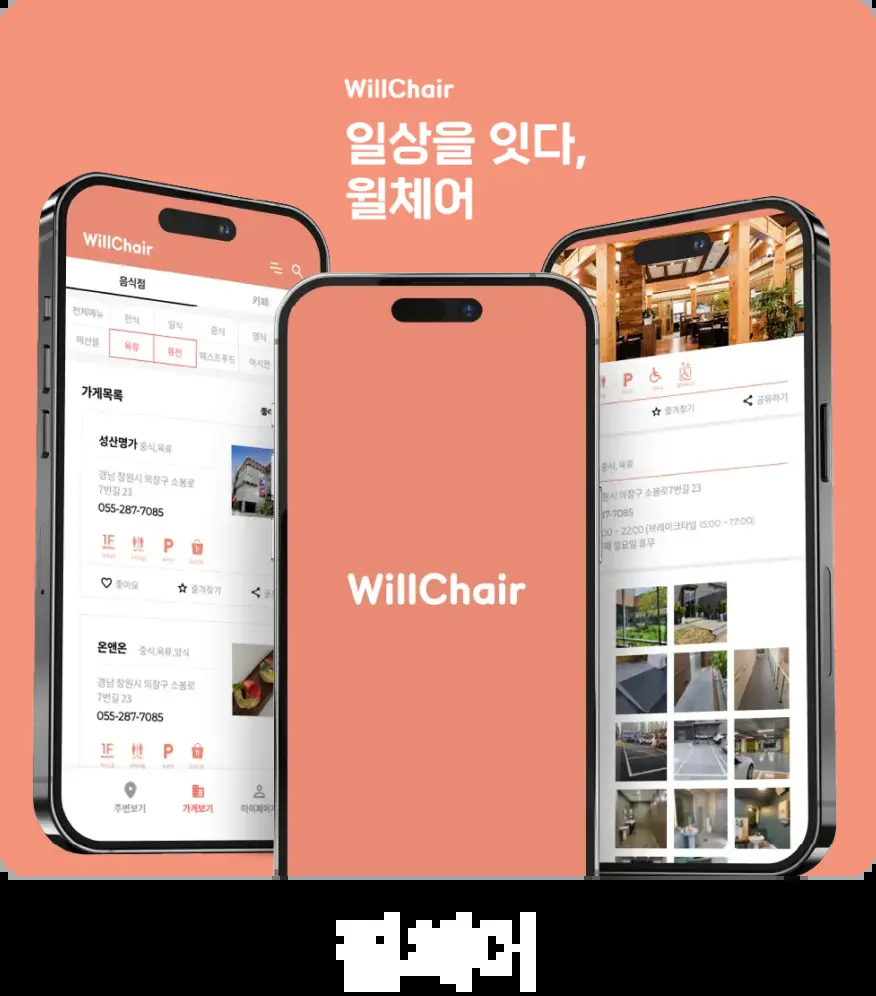 WillChair
일상을 잇다,
윌체어
WillChair
음식점
카페
전체메뉴 한식 일식 중식 양식
해산물 육류 퓨전 패스트푸드 아시안
가게목록
성산명가 중식,육류
경남 창원시 의창구 소봉로
7번길 23
055-287-7085
1F P
좋아요 즐겨찾기
온앤온 중식,육류,양식
경남 창원시 의창구 소봉로
7번길 23
055-287-7085
1F P
주변보기 가게보기 마이페이지
WillChair
P
즐겨찾기 공유하기
중식, 육류
원시 의창구 소봉로7번길 23
37-7085
:00 ~ 22:00 (브레이크타임 15:00 ~ 17:00)
째 일요일 휴무
윌체어